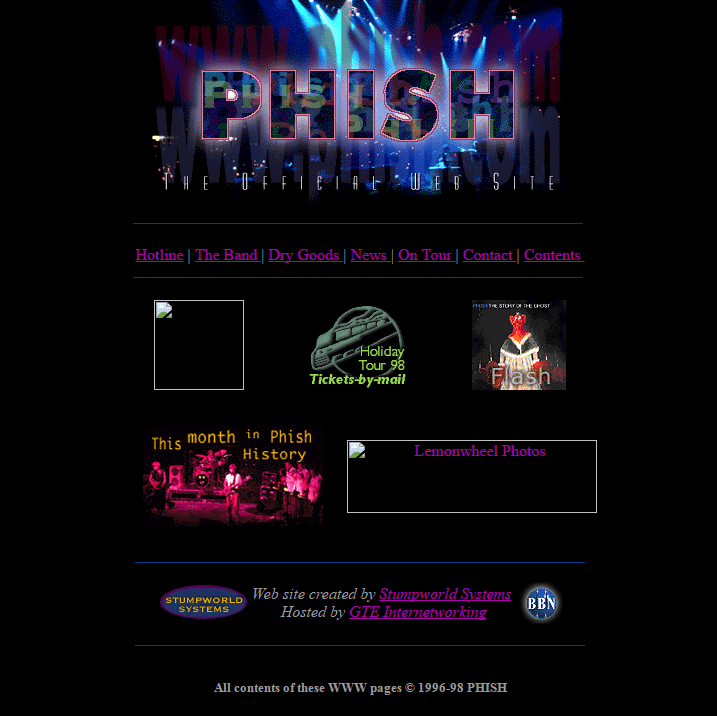 www.phish.com
PHISH
www.phish.com
The Official Web Site
Hotline | The Band | Dry Goods | News | On Tour | Contact | Contents
Holiday
Tour 98
Tickets-by-mail
PHISH THE STORY OF THE GHOST
Flash
This month in Phish
History
Lemonwheel Photos
STUMPWORLD
SYSTEMS
Web site created by Stumpworld Systems
Hosted by GTE Internetworking
BBN
All contents of these WWW pages © 1996-98 PHISH